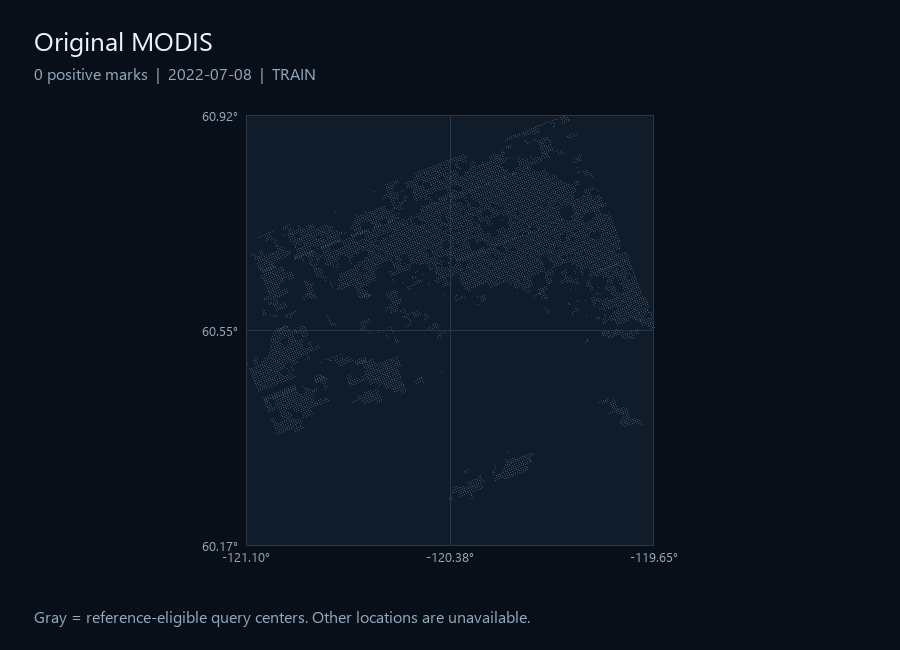 Original MODIS
0 positive marks | 2022-07-08 | TRAIN
60.92°
60.55°
60.17°
-121.10°
-120.38°
-119.65°
Gray = reference-eligible query centers. Other locations are unavailable.